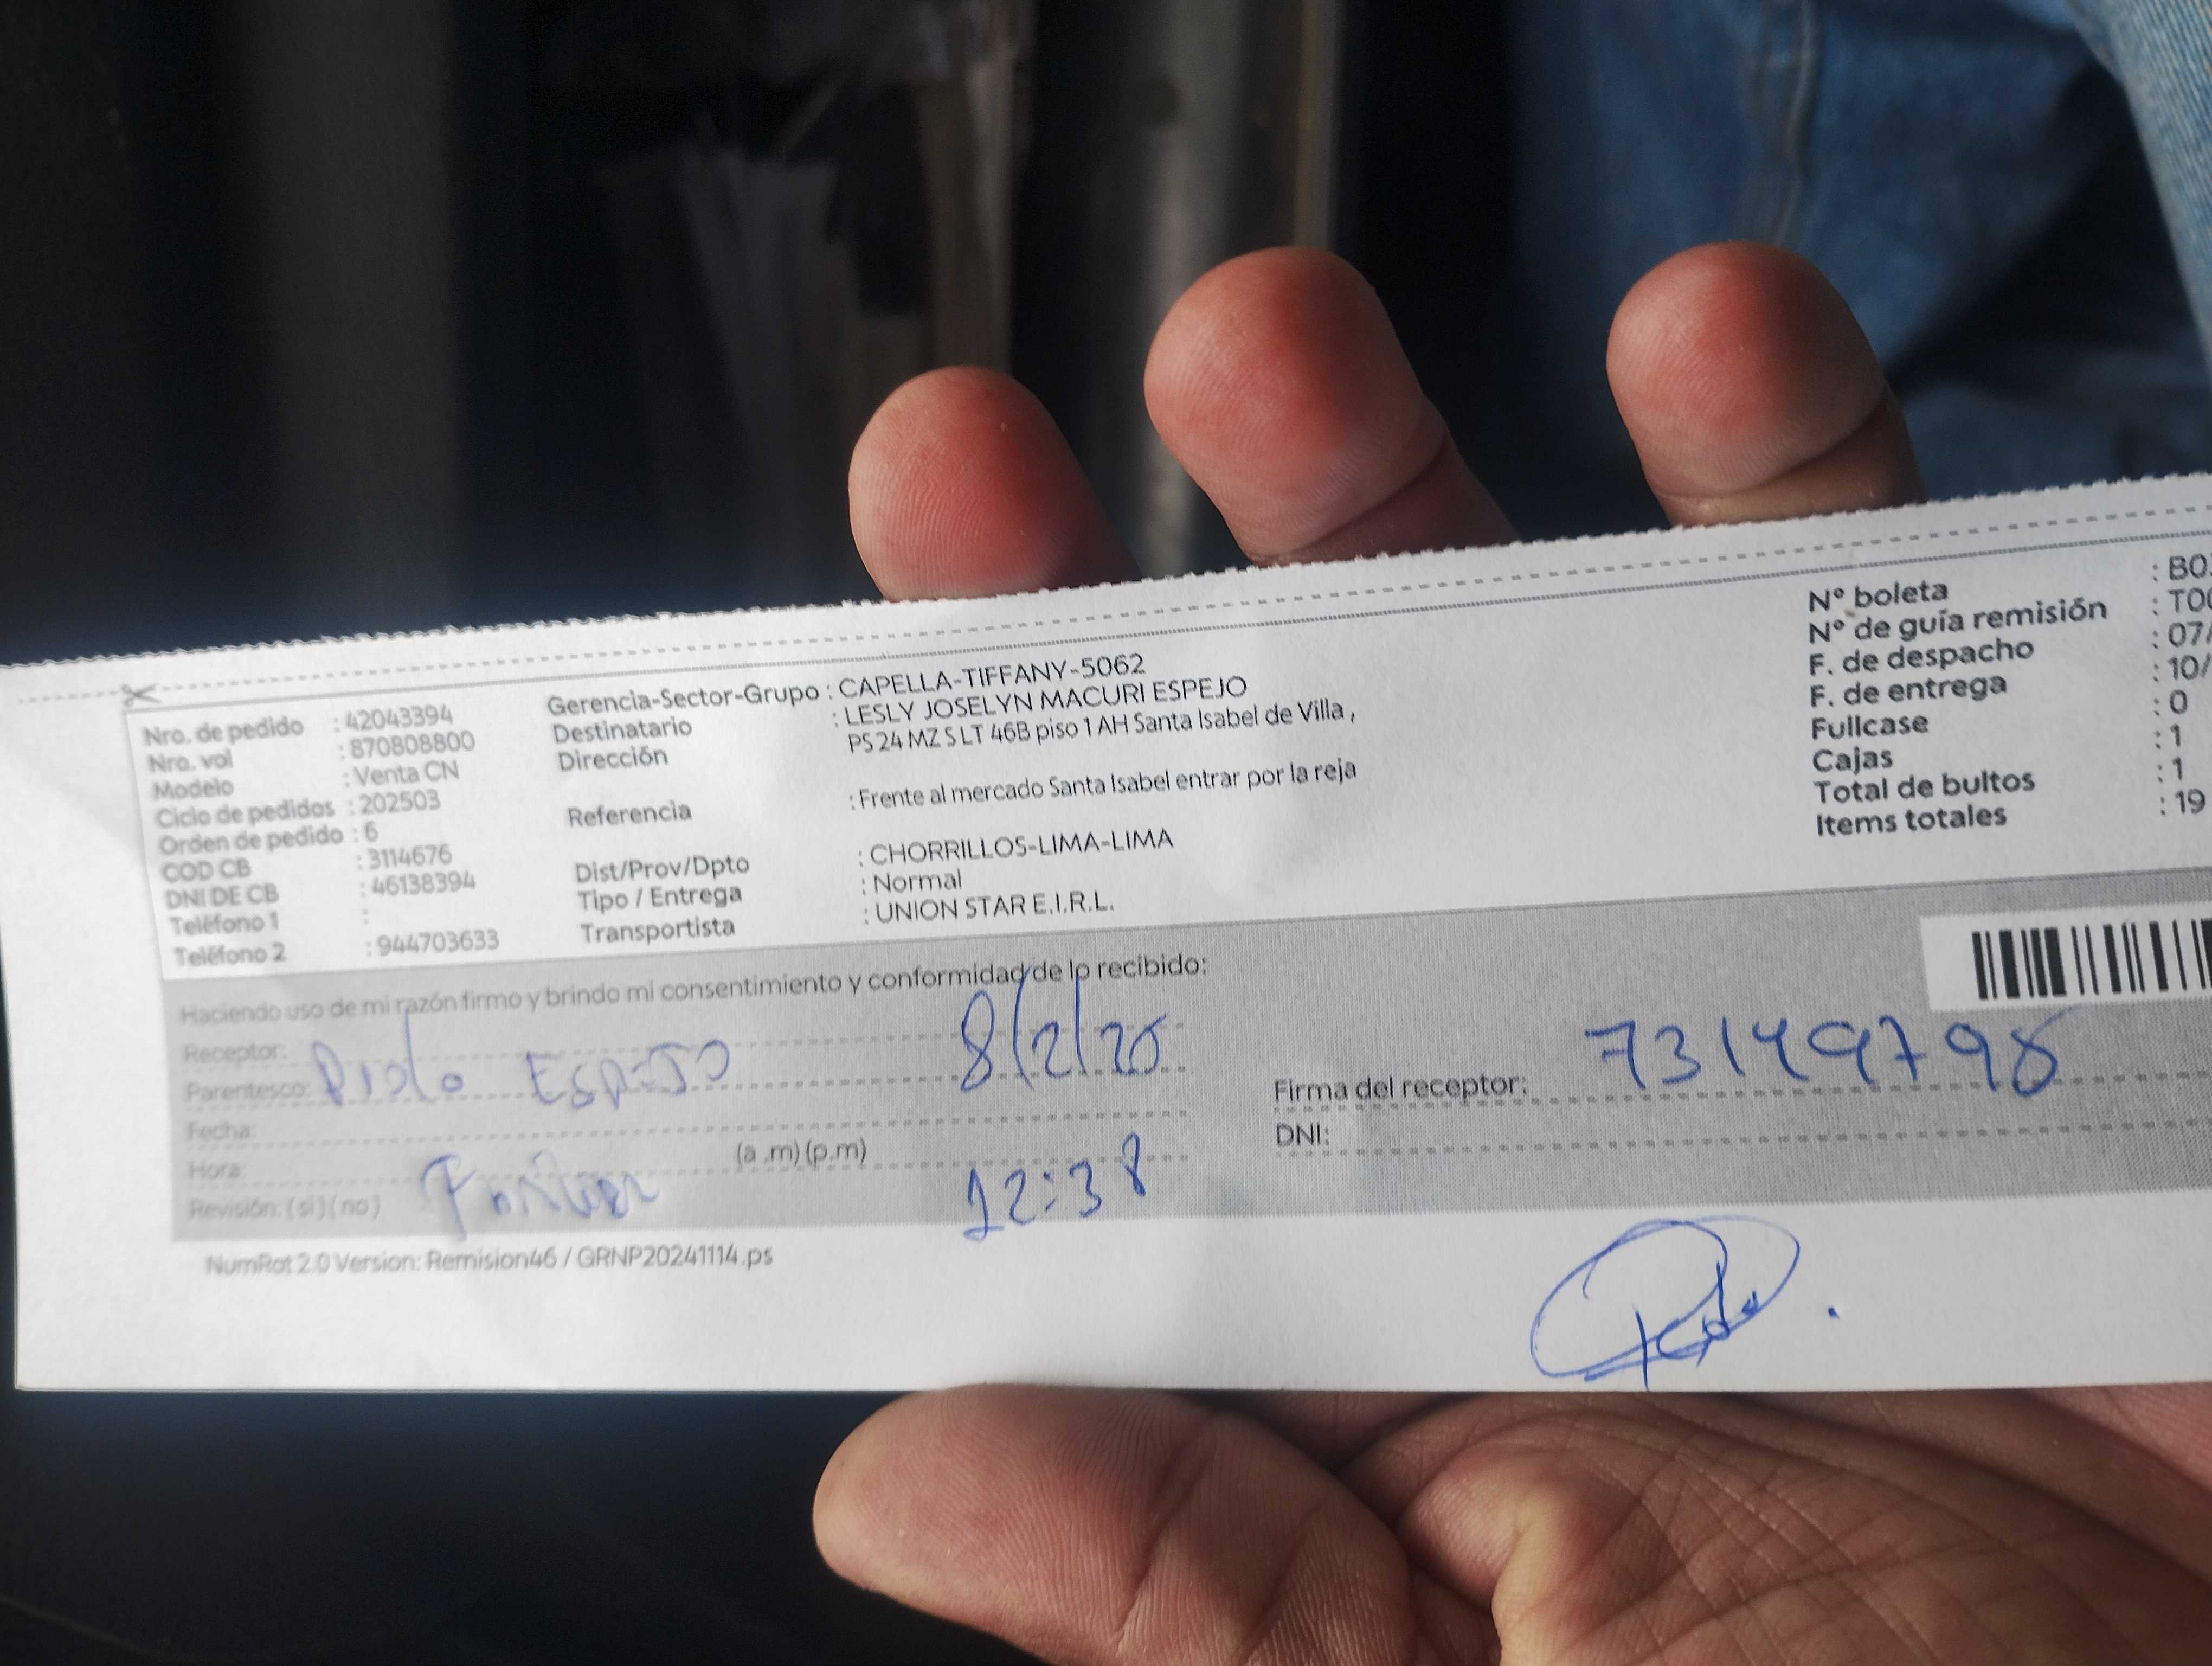 Nro. de pedido : 42043394
Nro. vol : 870808800
Modelo : Venta CN
Ciclo de pedidos : 202503
Orden de pedido : 6
COD CB : 3114676
DNI DE CB : 46138394
Teléfono 1 :
Teléfono 2 : 944703633
Gerencia-Sector-Grupo : CAPELLA-TIFFANY-5062
Destinatario : LESLY JOSELYN MACURI ESPEJO
Dirección PS 24 MZ S LT 46B piso 1 AH Santa Isabel de Villa ,
Referencia : Frente al mercado Santa Isabel entrar por la reja
Dist/Prov/Dpto : CHORRILLOS-LIMA-LIMA
Tipo / Entrega : Normal
Transportista : UNION STAR E.I.R.L.
N° boleta : B0
N° de guía remisión : T00
F. de despacho : 07/
F. de entrega : 10/
Fullcase : 0
Cajas : 1
Total de bultos : 1
Items totales : 19
Haciendo uso de mi razón firmo y brindo mi consentimiento y conformidad de lo recibido:
Receptor:
Parentesco: Espejo 8/2/25
Fecha:
Hora: (a .m) (p.m)
Revisión: (si) (no) 12:38
Firma del receptor: 73149798
DNI:
NumRot 2.0 Version: Remision46 / GRNP20241114.ps